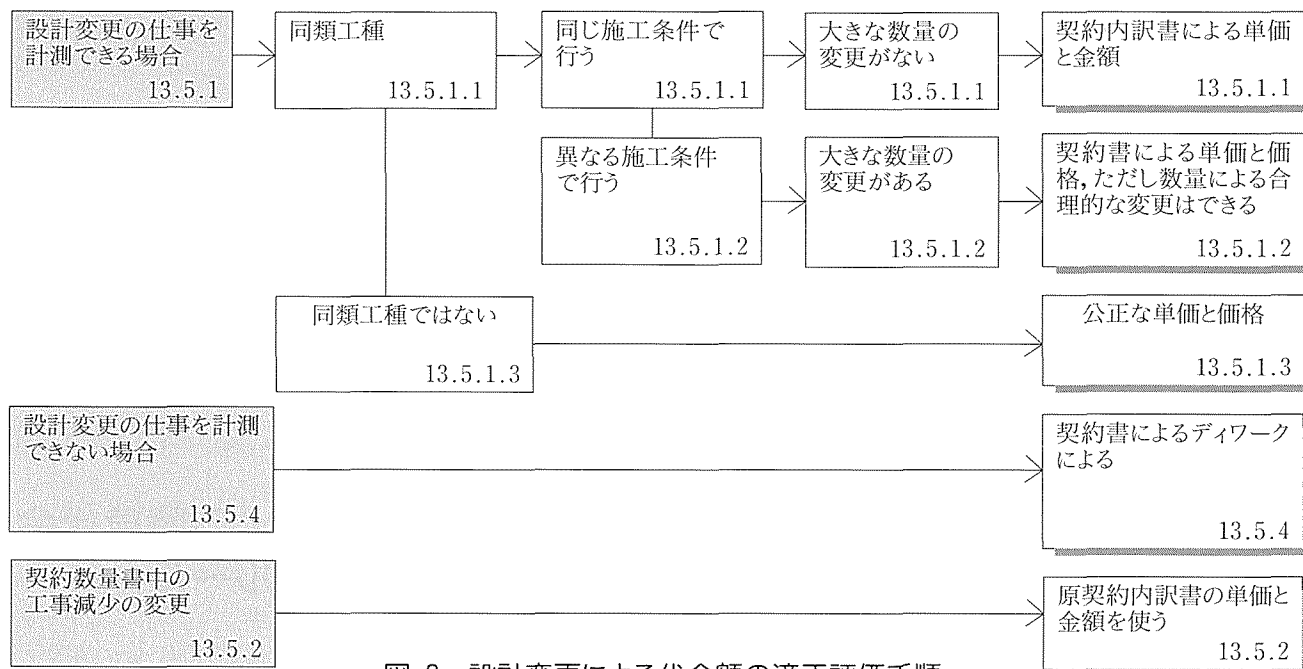 設計変更の仕事を
計測できる場合
13.5.1
同類工種
13.5.1.1
同じ施工条件で
行う
13.5.1.1
大きな数量の
変更がない
13.5.1.1
契約内訳書による単価
と金額
13.5.1.1
異なる施工条件
で行う
13.5.1.2
大きな数量の
変更がある
13.5.1.2
契約書による単価と価
格,ただし数量による合
理的な変更はできる
13.5.1.2
同類工種ではない
13.5.1.3
公正な単価と価格
13.5.1.3
設計変更の仕事を計測
できない場合
13.5.4
契約書によるディワーク
による
13.5.4
契約数量書中の
工事減少の変更
13.5.2
原契約内訳書の単価と
金額を使う
13.5.2